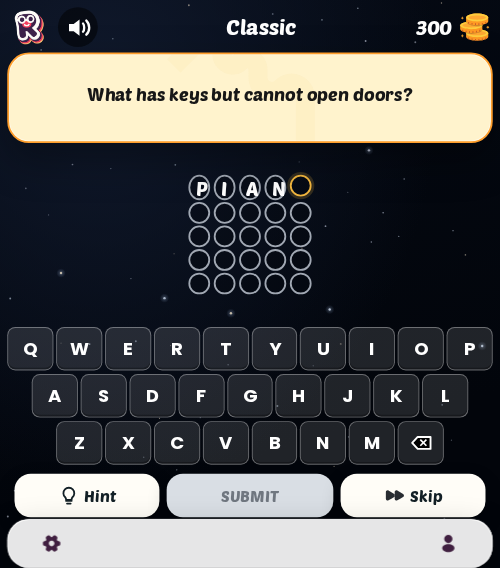 Classic
300
What has keys but cannot open doors?
P I A N
Q W E R T Y U I O P
A S D F G H J K L
Z X C V B N M
Hint SUBMIT Skip